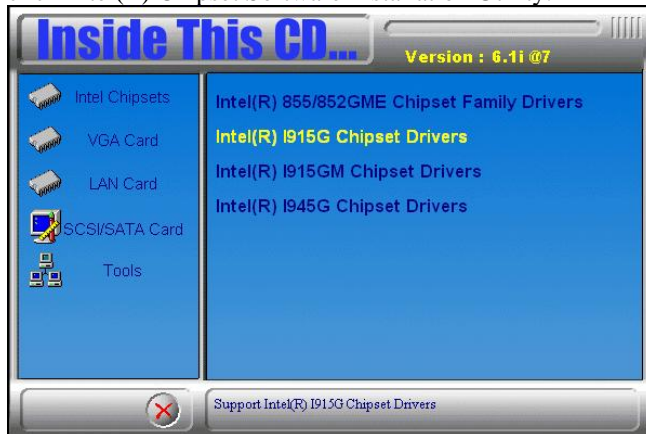 Inside This CD...
Version : 6.1i @7
Intel Chipsets
VGA Card
LAN Card
SCSI/SATA Card
Tools
Intel(R) 855/852GME Chipset Family Drivers
Intel(R) I915G Chipset Drivers
Intel(R) I915GM Chipset Drivers
Intel(R) I945G Chipset Drivers
Support Intel(R) I915G Chipset Drivers